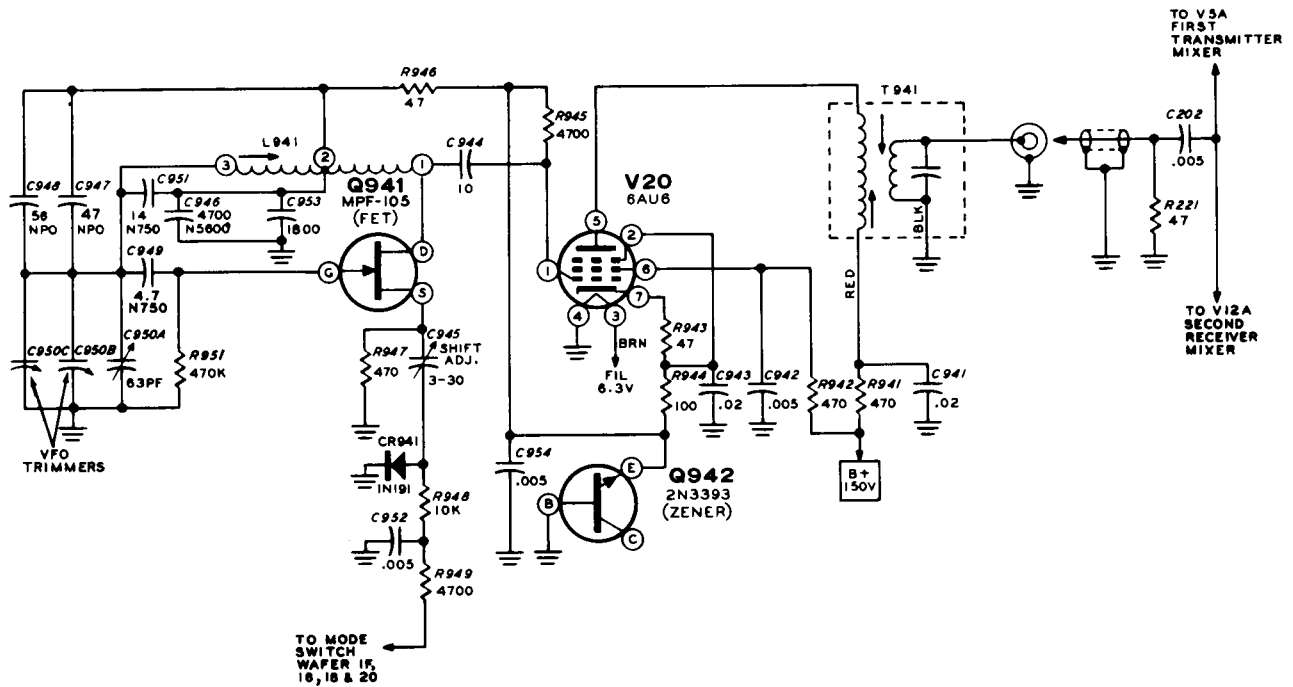 TO V5A
FIRST
TRANSMITTER
MIXER
R946
47
T941
R945
4700
C202
.005
L941
C944
10
3
2
1
V20
6AU6
C948
56
NPO
C947
47
NPO
C951
14
N750
C946
4700
N5600
C953
1800
Q941
MPF-105
(FET)
R221
47
BLK
C949
4.7
N750
G
D
S
5
2
1
6
7
4
3
BRN
FIL
6.3V
RED
TO V12A
SECOND
RECEIVER
MIXER
C950C
C950B
C950A
63PF
R951
470K
R947
470
C945
SHIFT
ADJ.
3-30
R943
47
R944
100
C943
.02
C942
.005
R942
470
R941
470
C941
.02
VFO
TRIMMERS
CR941
1N191
C954
.005
E
B
C
Q942
2N3393
(ZENER)
B+
150V
R948
10K
C952
.005
R949
4700
TO MODE
SWITCH
WAFER 1F,
16, 18 & 20